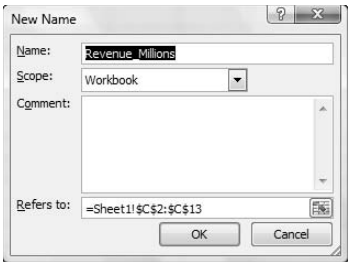 New Name
Name: Revenue_Millions
Scope: Workbook
Comment:
Refers to: =Sheet1!$C$2:$C$13
OK Cancel